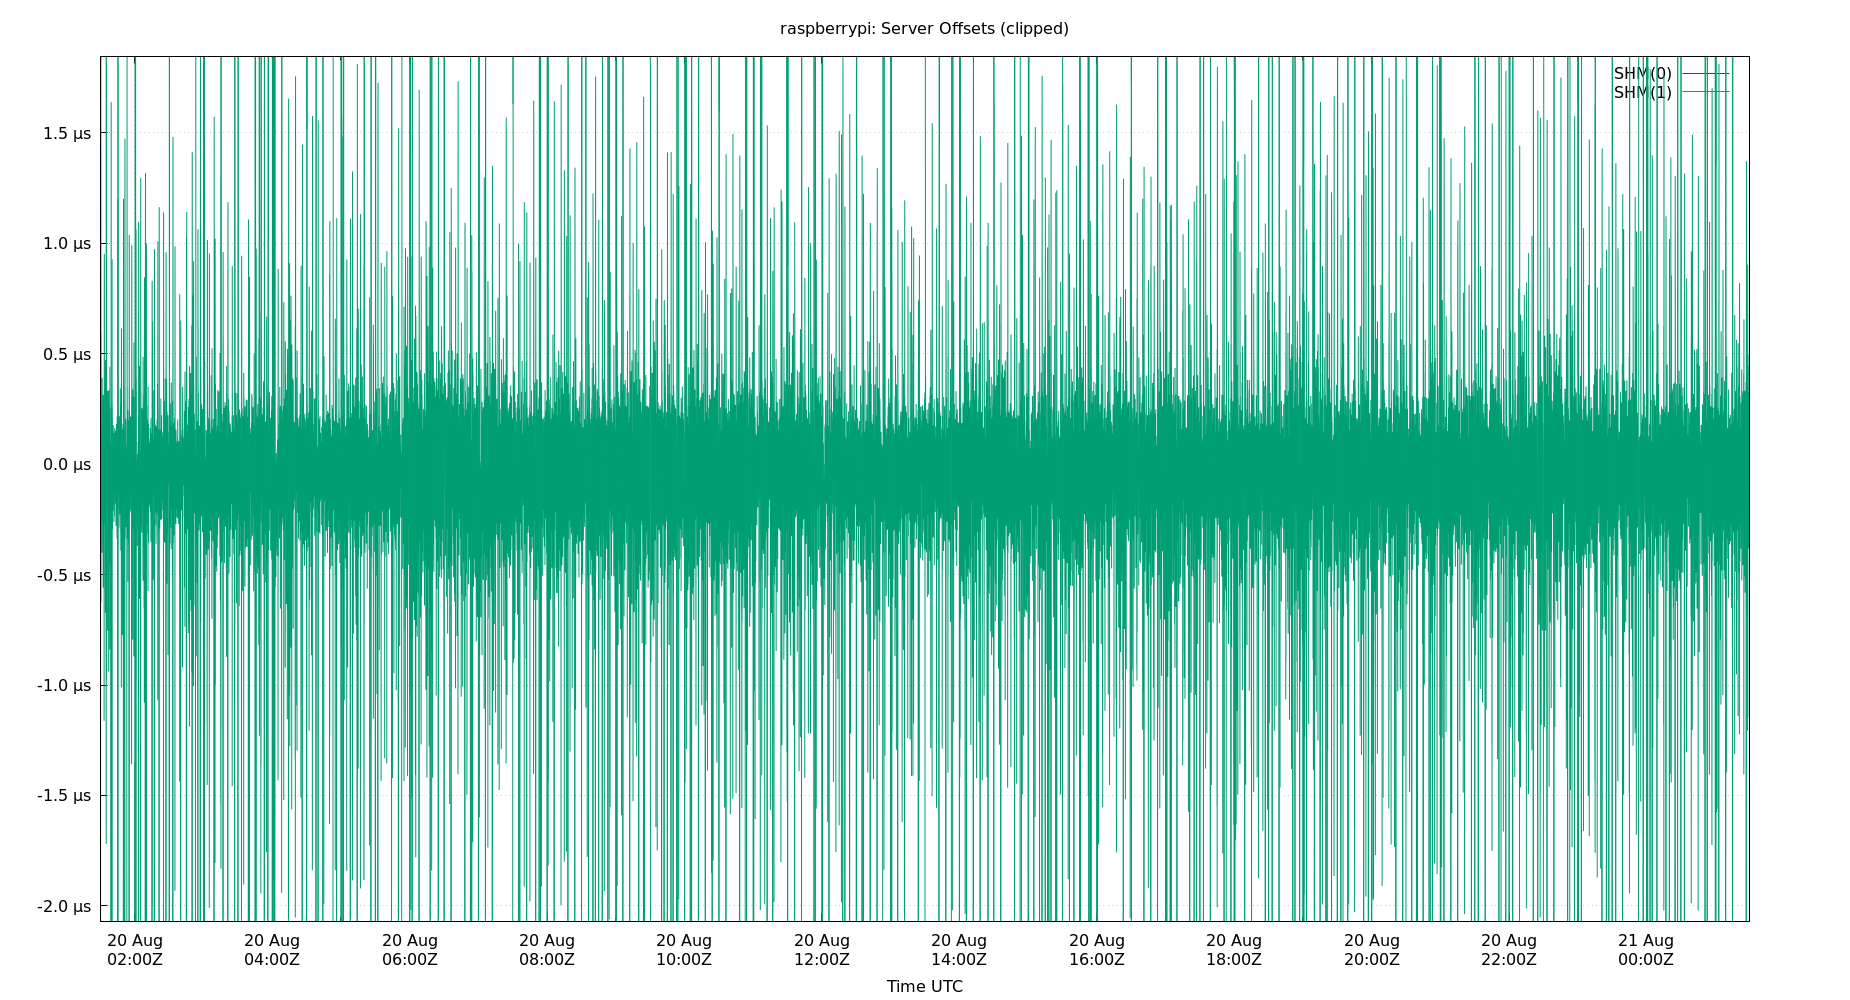 raspberrypi: Server Offsets (clipped)
SHM(0)
SHM(1)
1.5 µs
1.0 µs
0.5 µs
0.0 µs
-0.5 µs
-1.0 µs
-1.5 µs
-2.0 µs
20 Aug 20 Aug 20 Aug 20 Aug 20 Aug 20 Aug 20 Aug 20 Aug 20 Aug 20 Aug 20 Aug 21 Aug
02:00Z 04:00Z 06:00Z 08:00Z 10:00Z 12:00Z 14:00Z 16:00Z 18:00Z 20:00Z 22:00Z 00:00Z
Time UTC